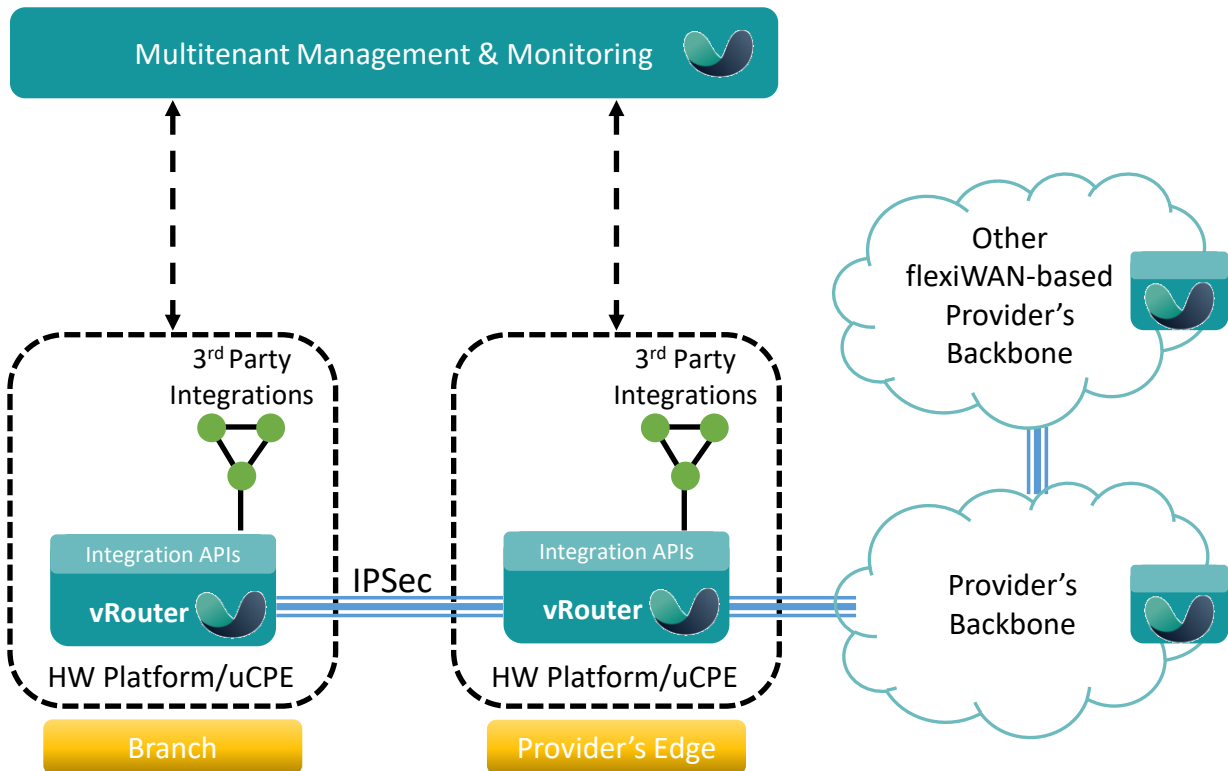 Multitenant Management & Monitoring
3rd Party
Integrations
Integration APIs
vRouter
HW Platform/uCPE
Branch
IPSec
3rd Party
Integrations
Integration APIs
vRouter
HW Platform/uCPE
Provider’s Edge
Other
flexiWAN-based
Provider’s
Backbone
Provider’s
Backbone